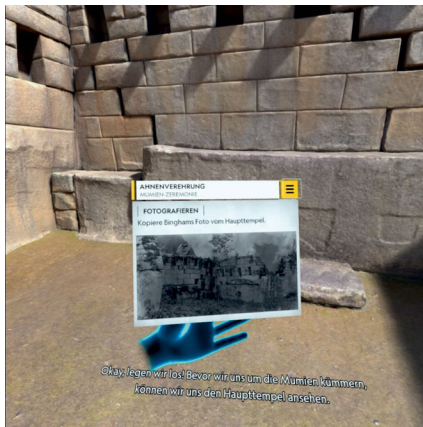 AHNENVEREHRUNG
MUMIEN-ZEREMONIE
FOTOGRAFIEREN
Kopiere Binghams Foto vom Haupttempel.
Okay, legen wir los! Bevor wir uns um die Mumien kümmern,
können wir uns den Haupttempel ansehen.